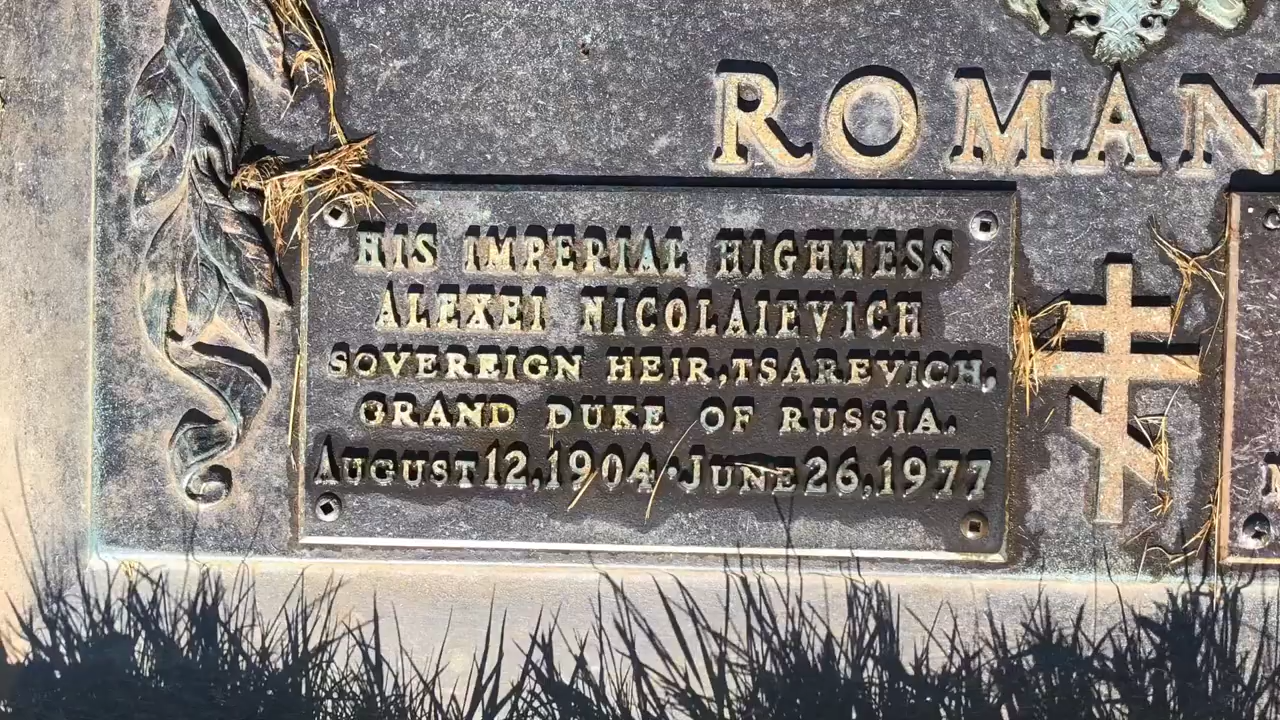 ROMAN
HIS IMPERIAL HIGHNESS
ALEXEI NICOLAIEVICH
SOVEREIGN HEIR, TSAREVICH,
GRAND DUKE OF RUSSIA.
AUGUST 12, 1904 · JUNE 26, 1977